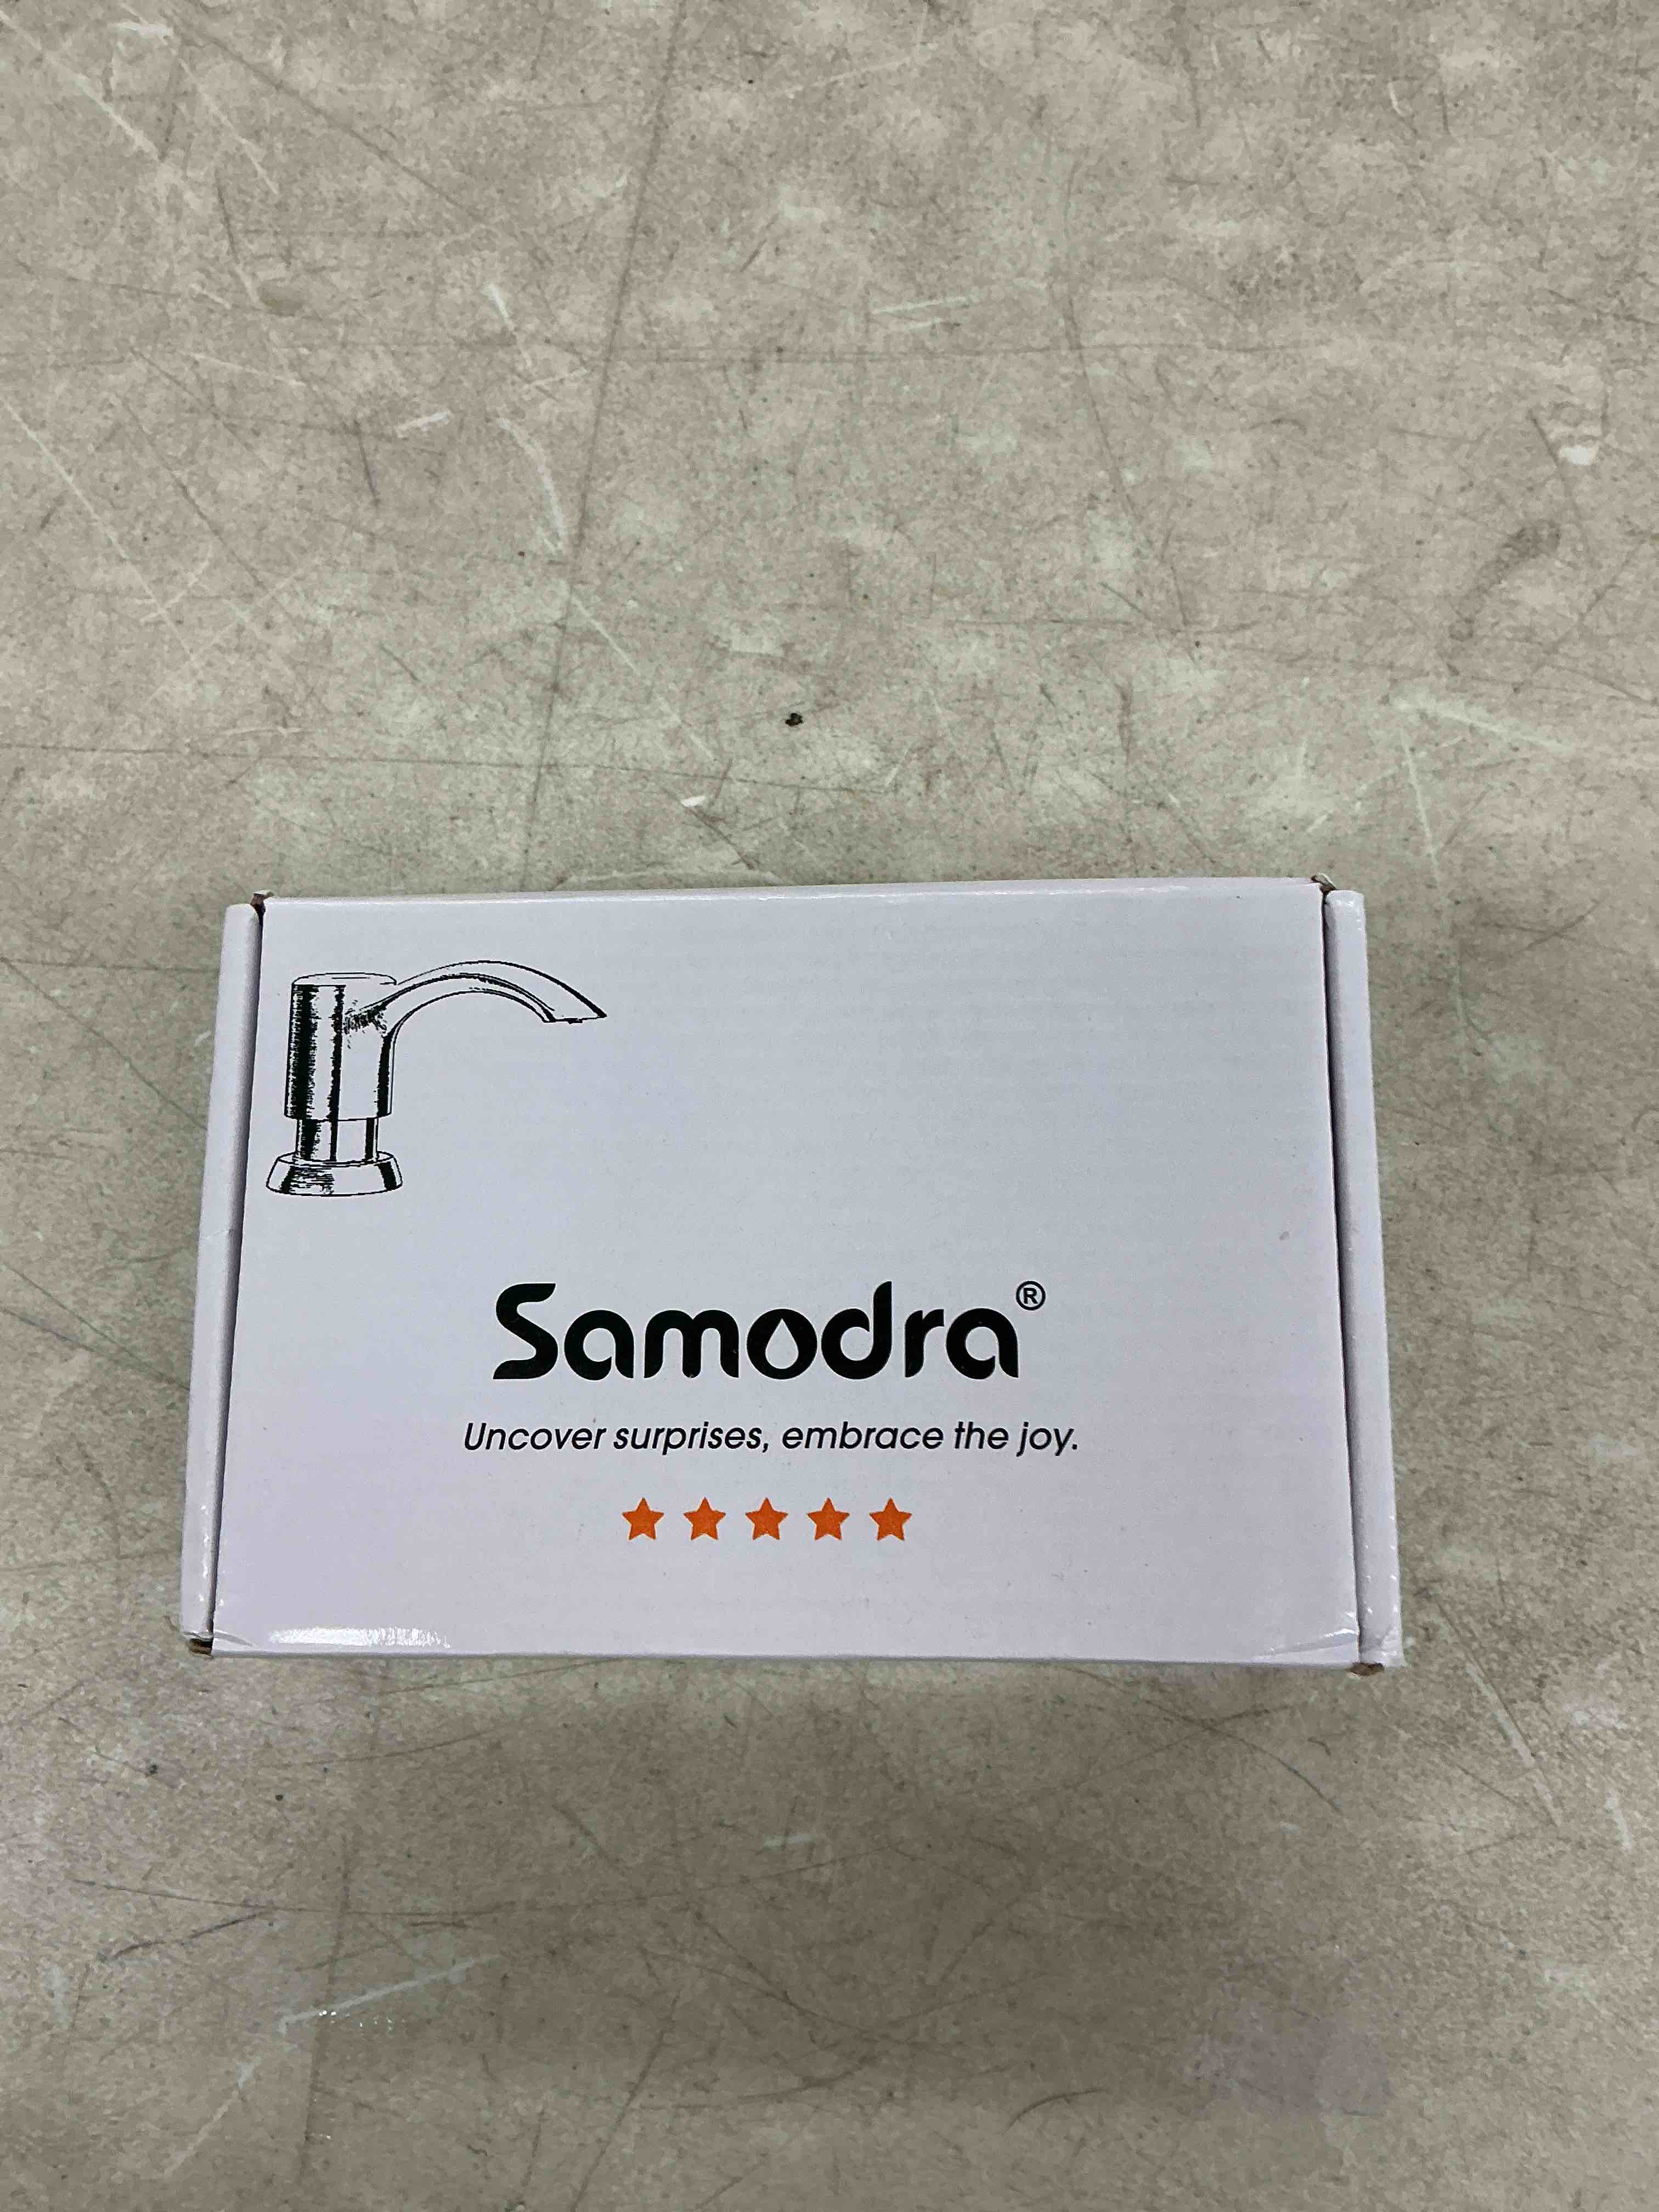 Samodra®
Uncover surprises, embrace the joy.